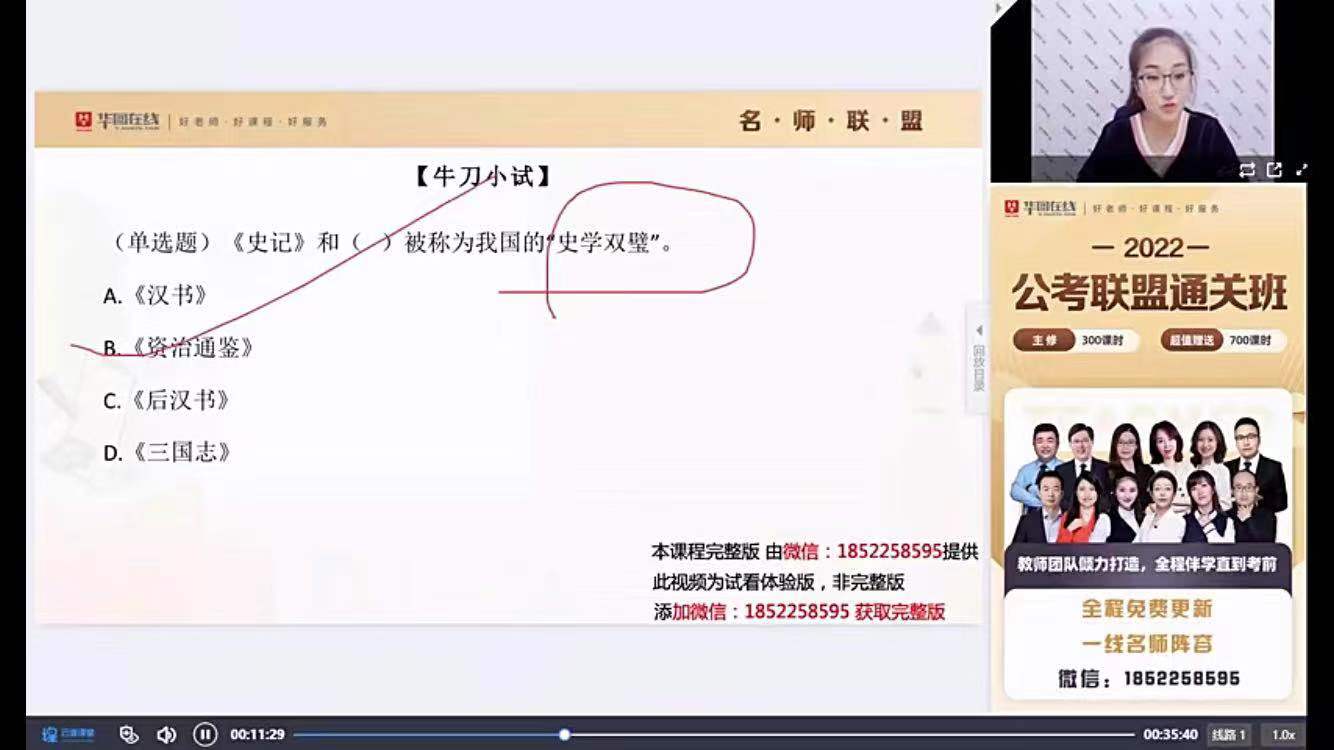 华图在线 好老师·好课程·好服务
名·师·联·盟
【牛刀小试】
（单选题）《史记》和（ ）被称为我国的“史学双璧”。
A.《汉书》
B.《资治通鉴》
C.《后汉书》
D.《三国志》
本课程完整版 由微信：1852258595提供
此视频为试看体验版，非完整版
添加微信：1852258595 获取完整版
回放目录
华图在线 好老师·好课程·好服务
2022
公考联盟通关班
主修 300课时 超值赠送 700课时
教师团队倾力打造，全程伴学直到考前
全程免费更新
一线名师阵容
微信：1852258595
00:11:29
00:35:40 线路 1 1.0x